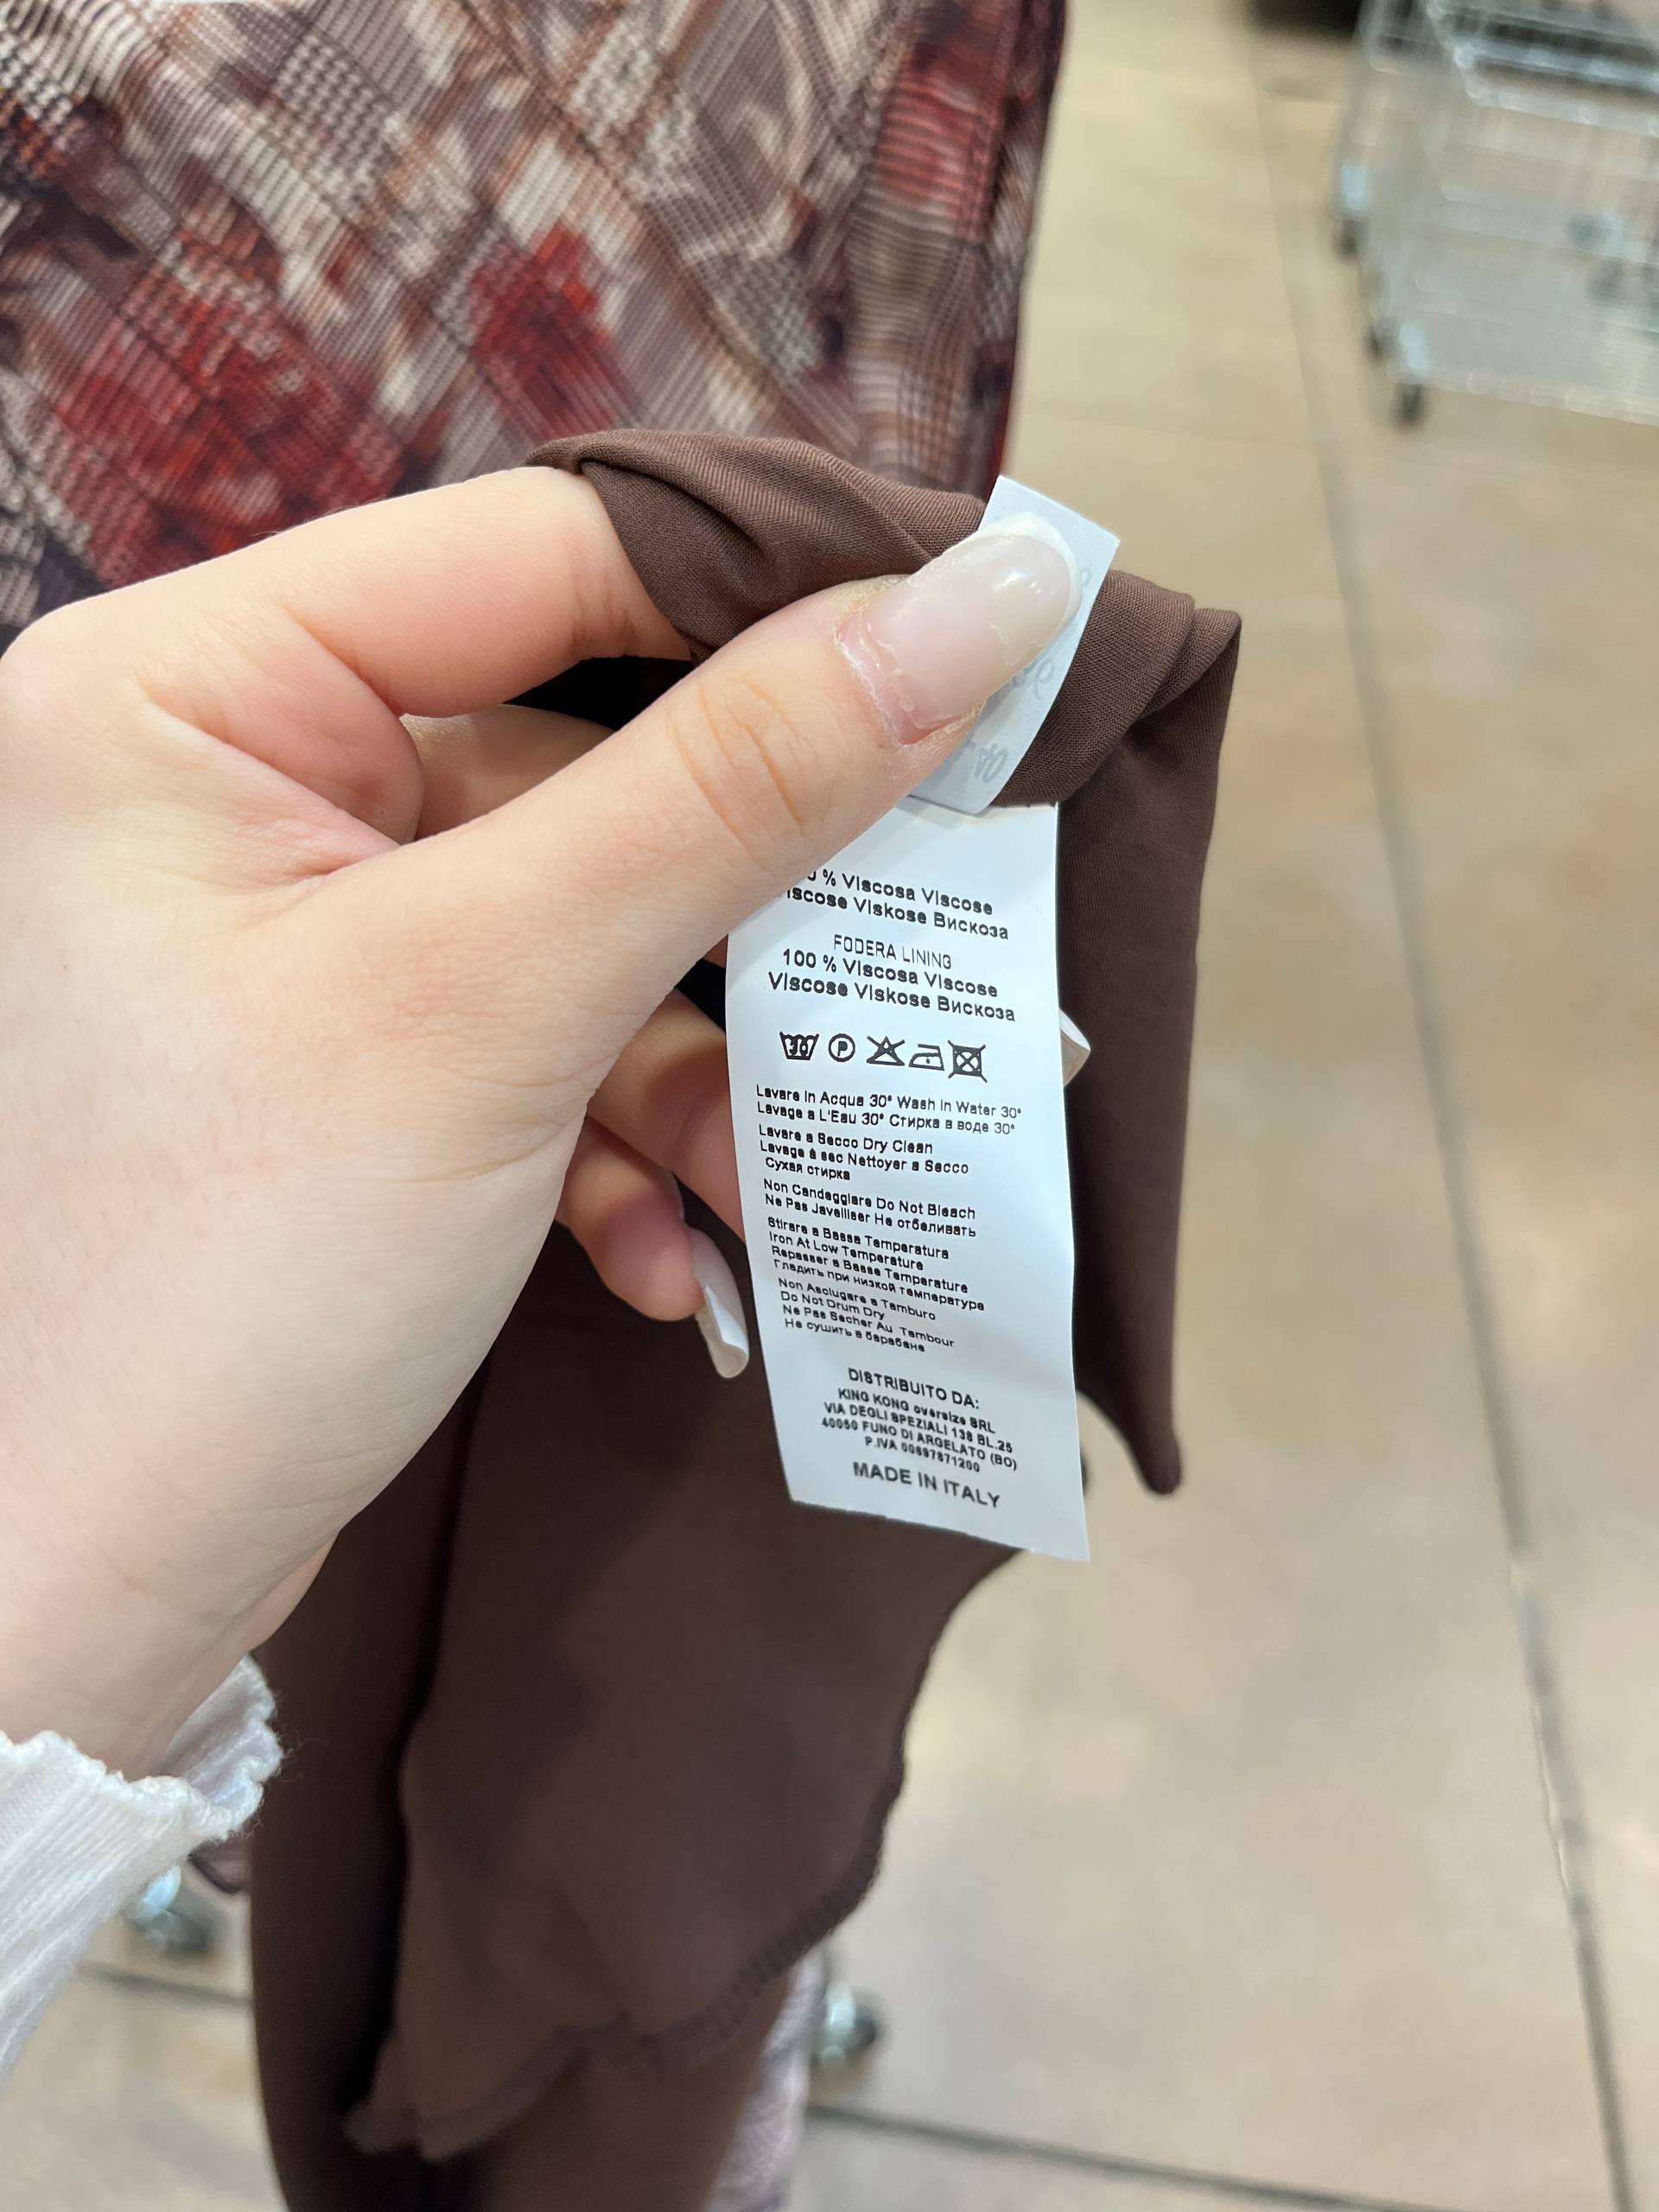 % Viscosa Viscose
Viskose Вискоза
FODERA LINING
100 % Viscosa Viscose
Viscose Viskose Вискоза
30 P
Lavare in Acqua 30° Wash in Water 30°
Lavage a L'Eau 30° Стирка в воде 30°
Lavare a Secco Dry Clean
Lavage à sec Nettoyer a Secco
Сухая стирка
Non Candeggiare Do Not Bleach
Ne Pas Javelliser Не отбеливать
Stirare a Bassa Temperatura
Iron At Low Temperature
Repasser a Basse Temperature
Гладить при низкой температуре
Non Asciugare a Tamburo
Do Not Drum Dry
Ne Pas Secher Au Tambour
Не сушить в барабане
DISTRIBUITO DA:
KING KONG oversize SRL
VIA DEGLI SPEZIALI 138 BL.25
40050 FUNO DI ARGELATO (BO)
P.IVA 00697871200
MADE IN ITALY